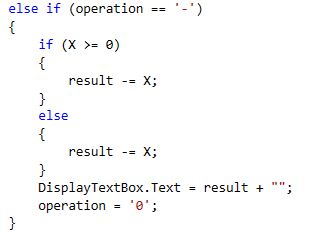 else if (operation == '-')
{
    if (X >= 0)
    {
        result -= X;
    }
    else
    {
        result -= X;
    }
    DisplayTextBox.Text = result + "";
    operation = '0';
}